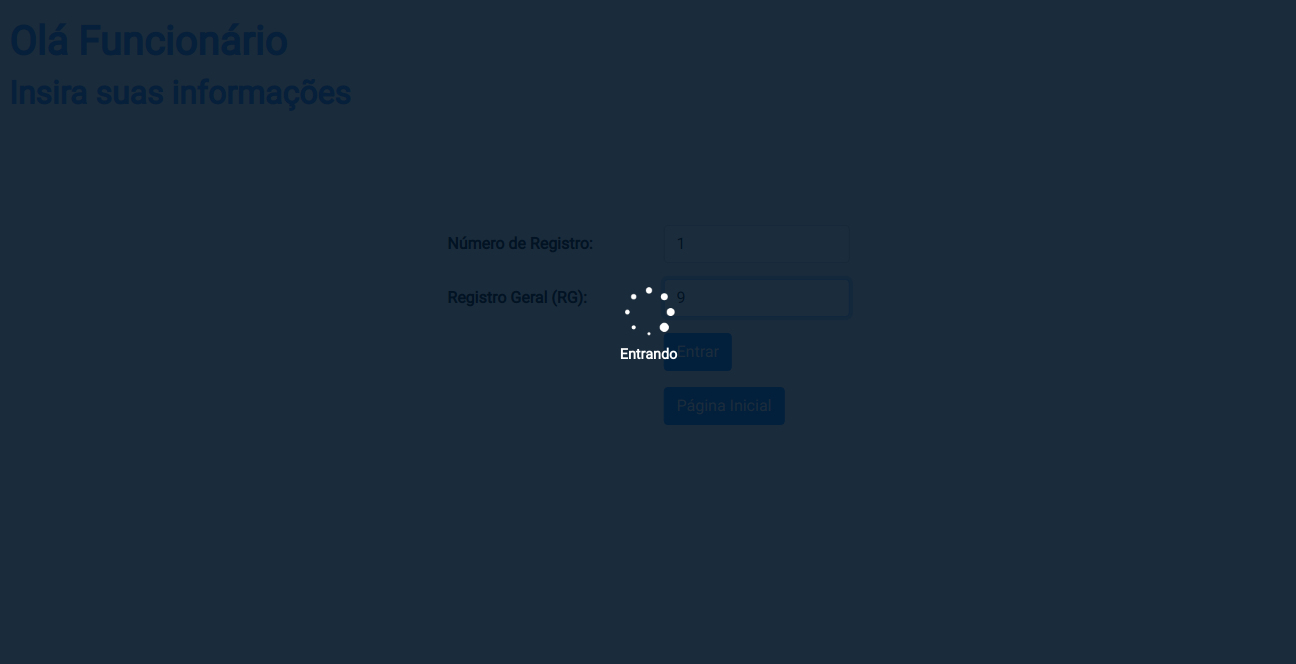 Olá Funcionário
Insira suas informações
Número de Registro: 1
Registro Geral (RG): 9
Entrando
Entrar
Página Inicial